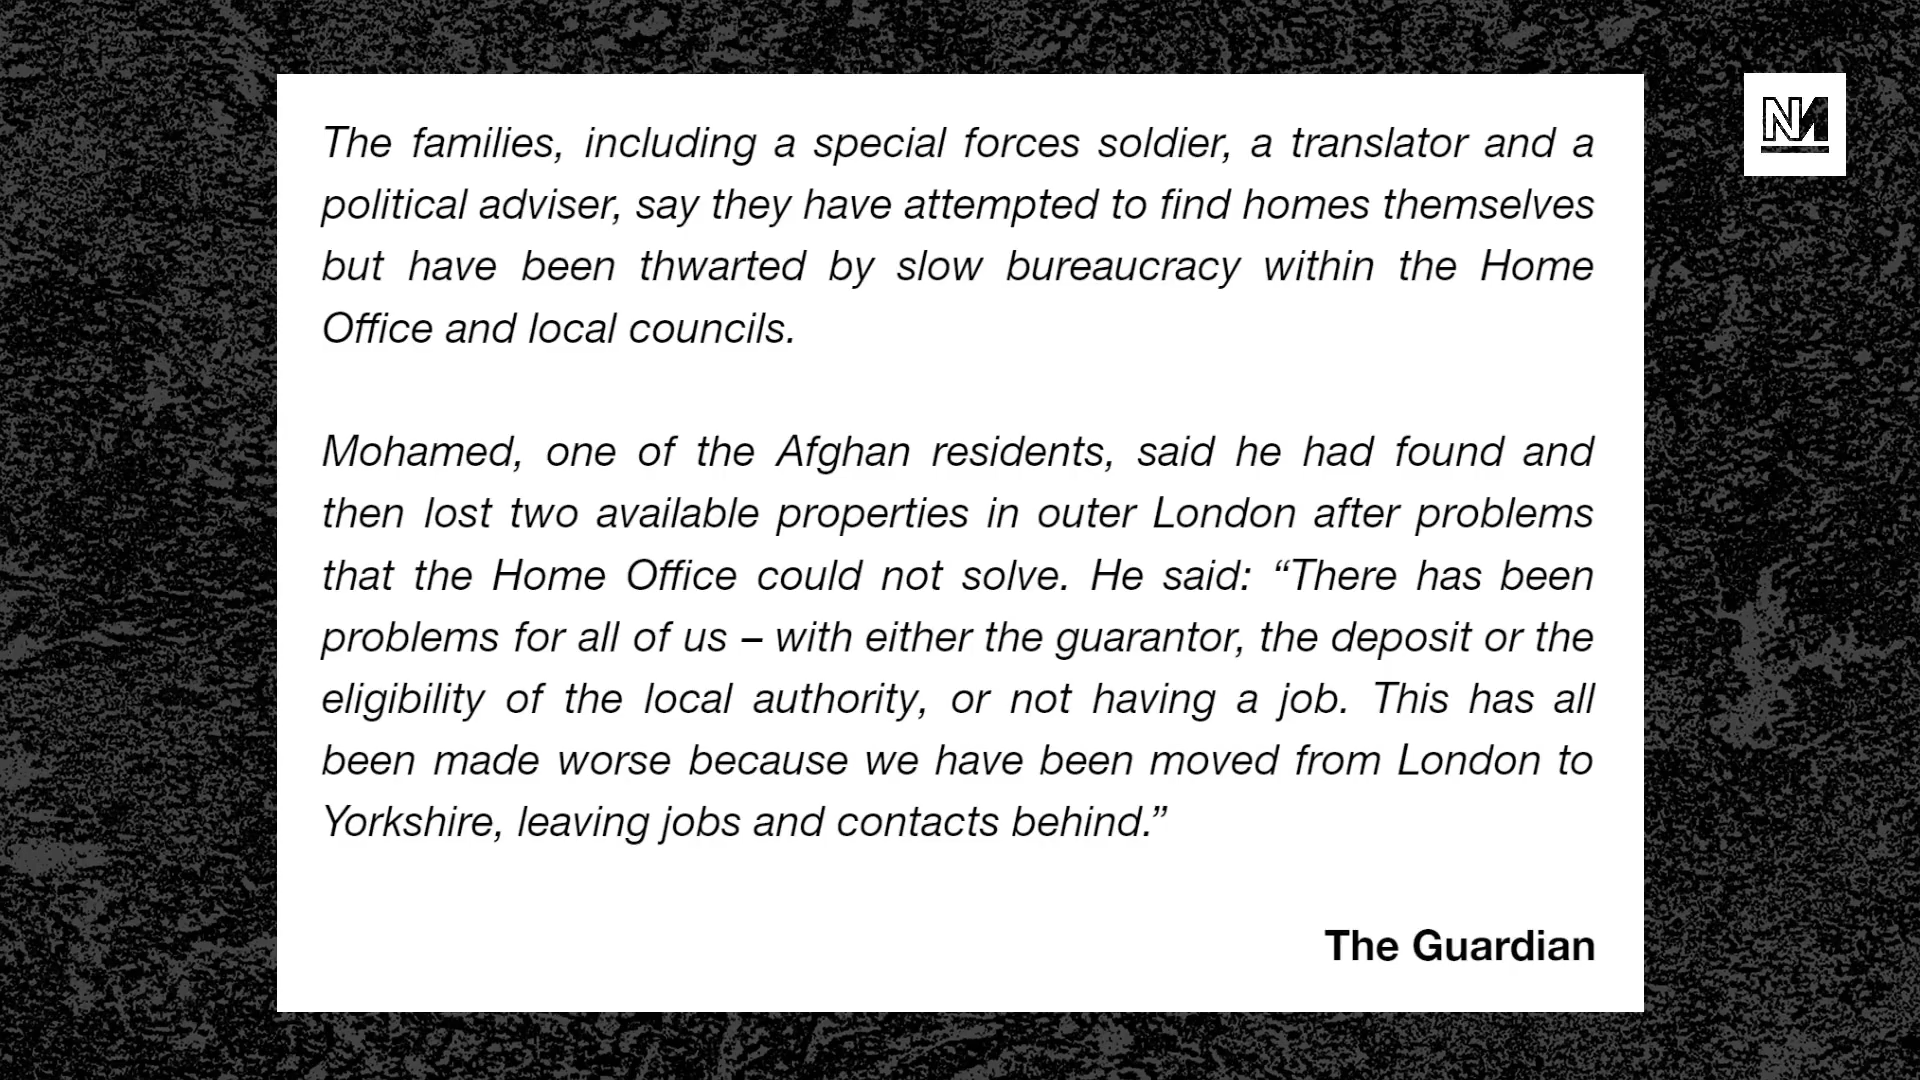 The families, including a special forces soldier, a translator and a
political adviser, say they have attempted to find homes themselves
but have been thwarted by slow bureaucracy within the Home
Office and local councils.
Mohamed, one of the Afghan residents, said he had found and
then lost two available properties in outer London after problems
that the Home Office could not solve. He said: “There has been
problems for all of us – with either the guarantor, the deposit or the
eligibility of the local authority, or not having a job. This has all
been made worse because we have been moved from London to
Yorkshire, leaving jobs and contacts behind.”
The Guardian
NM